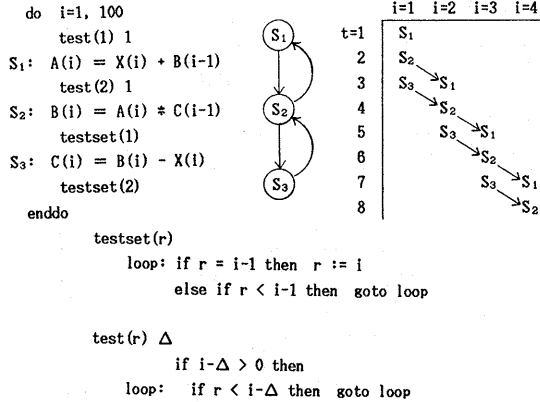 do i=1, 100
test(1) 1
S₁: A(i) = X(i) + B(i-1)
test(2) 1
S₂: B(i) = A(i) * C(i-1)
testset(1)
S₃: C(i) = B(i) - X(i)
testset(2)
enddo
S₁
S₂
S₃
i=1 i=2 i=3 i=4
t=1 S₁
2 S₂
3 S₃ S₁
4 S₂
5 S₃ S₁
6 S₂
7 S₃ S₁
8 S₂
testset(r)
loop: if r = i-1 then r := i
else if r < i-1 then goto loop
test(r) Δ
if i-Δ > 0 then
loop: if r < i-Δ then goto loop